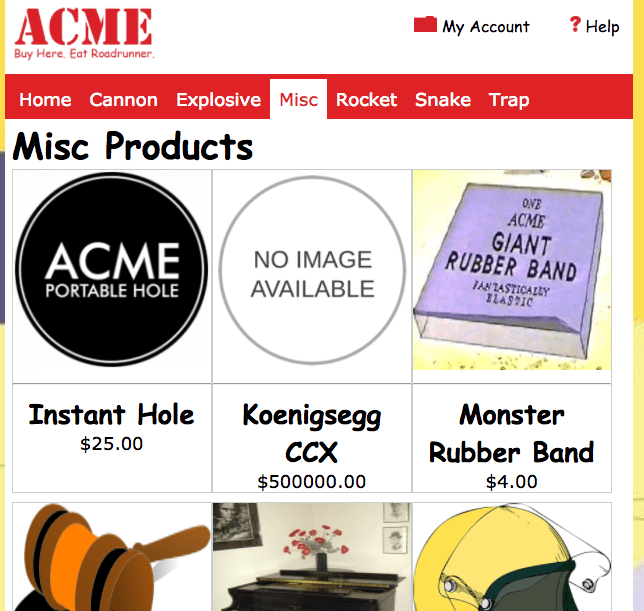 ACME
Buy Here. Eat Roadrunner.
My Account
? Help
Home Cannon Explosive Misc Rocket Snake Trap
Misc Products
ACME
PORTABLE HOLE
NO IMAGE
AVAILABLE
ONE
ACME
GIANT
RUBBER BAND
FANTASTICALLY
ELASTIC
Instant Hole
$25.00
Koenigsegg
CCX
$500000.00
Monster
Rubber Band
$4.00